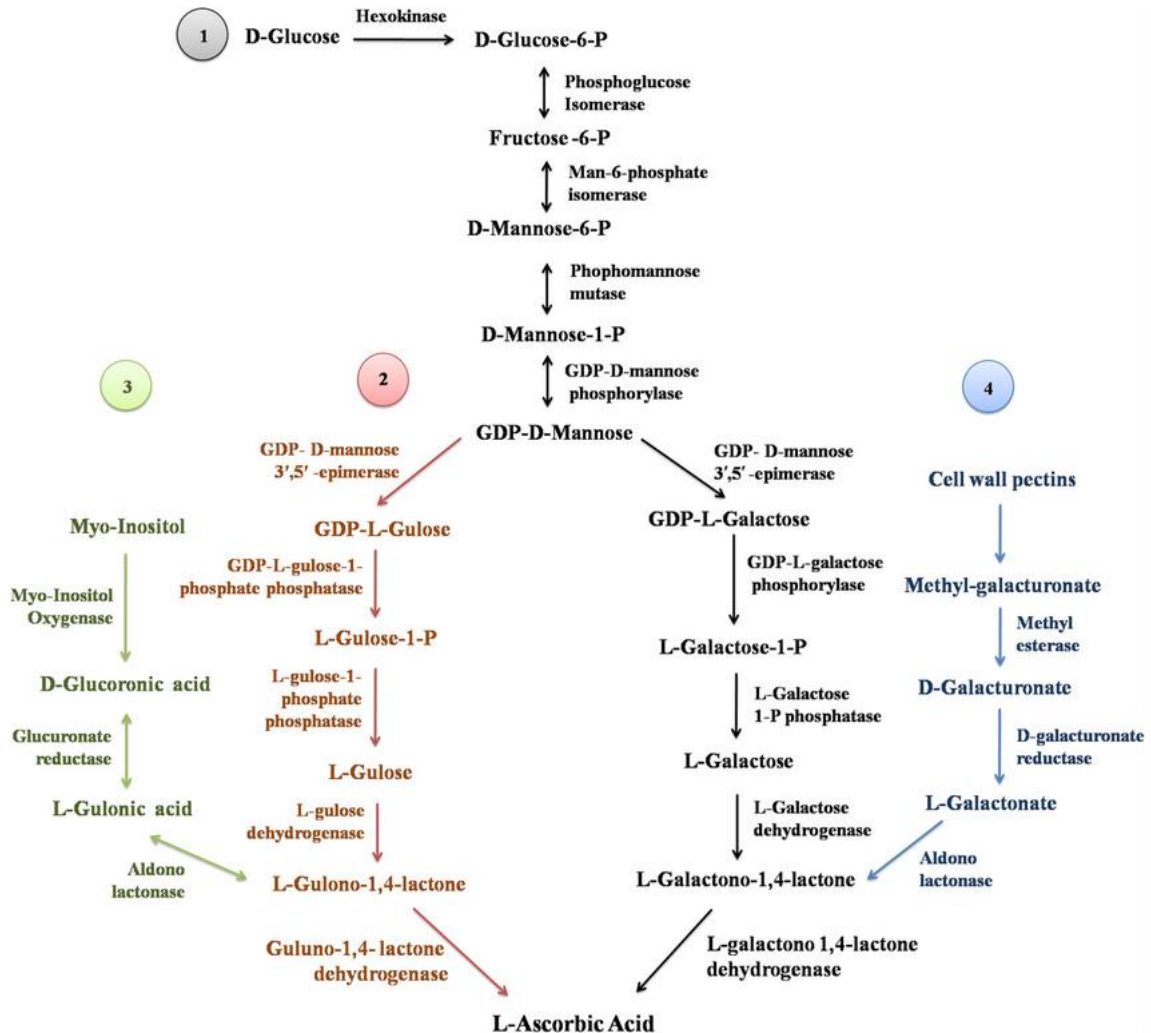 Hexokinase
1
D-Glucose
D-Glucose-6-P
Phosphoglucose
Isomerase
Fructose -6-P
Man-6-phosphate
isomerase
D-Mannose-6-P
Phophomannose
mutase
D-Mannose-1-P
3
2
GDP-D-mannose
phosphorylase
4
GDP-D-Mannose
GDP- D-mannose
3′,5′ -epimerase
GDP- D-mannose
3′,5′ -epimerase
Cell wall pectins
Myo-Inositol
GDP-L-Gulose
GDP-L-Galactose
Myo-Inositol
Oxygenase
GDP-L-gulose-1-
phosphate phosphatase
GDP-L-galactose
phosphorylase
Methyl-galacturonate
L-Gulose-1-P
L-Galactose-1-P
Methyl
esterase
D-Glucoronic acid
L-gulose-1-
phosphate
phosphatase
L-Galactose
1-P phosphatase
D-Galacturonate
Glucuronate
reductase
D-galacturonate
reductase
L-Gulose
L-Galactose
L-Gulonic acid
L-gulose
dehydrogenase
L-Galactose
dehydrogenase
L-Galactonate
Aldono
lactonase
L-Gulono-1,4-lactone
L-Galactono-1,4-lactone
Aldono
lactonase
Guluno-1,4- lactone
dehydrogenase
L-galactono 1,4-lactone
dehydrogenase
L-Ascorbic Acid